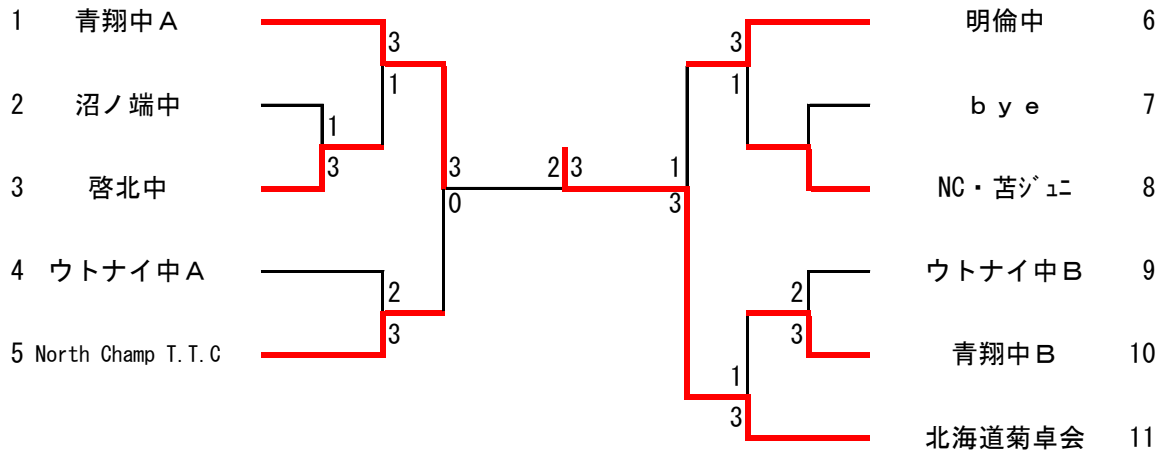 1 青翔中Ａ 3 3 明倫中 6
1 1
2 沼ノ端中 ｂｙｅ 7
1
3 3 2 3 1
3 啓北中 0 3 NC・苫ｼﾞｭﾆ 8
4 ウトナイ中Ａ ウトナイ中Ｂ 9
2 2
3 3
5 North Champ T.T.C 青翔中Ｂ 10
1
3
北海道菊卓会 11